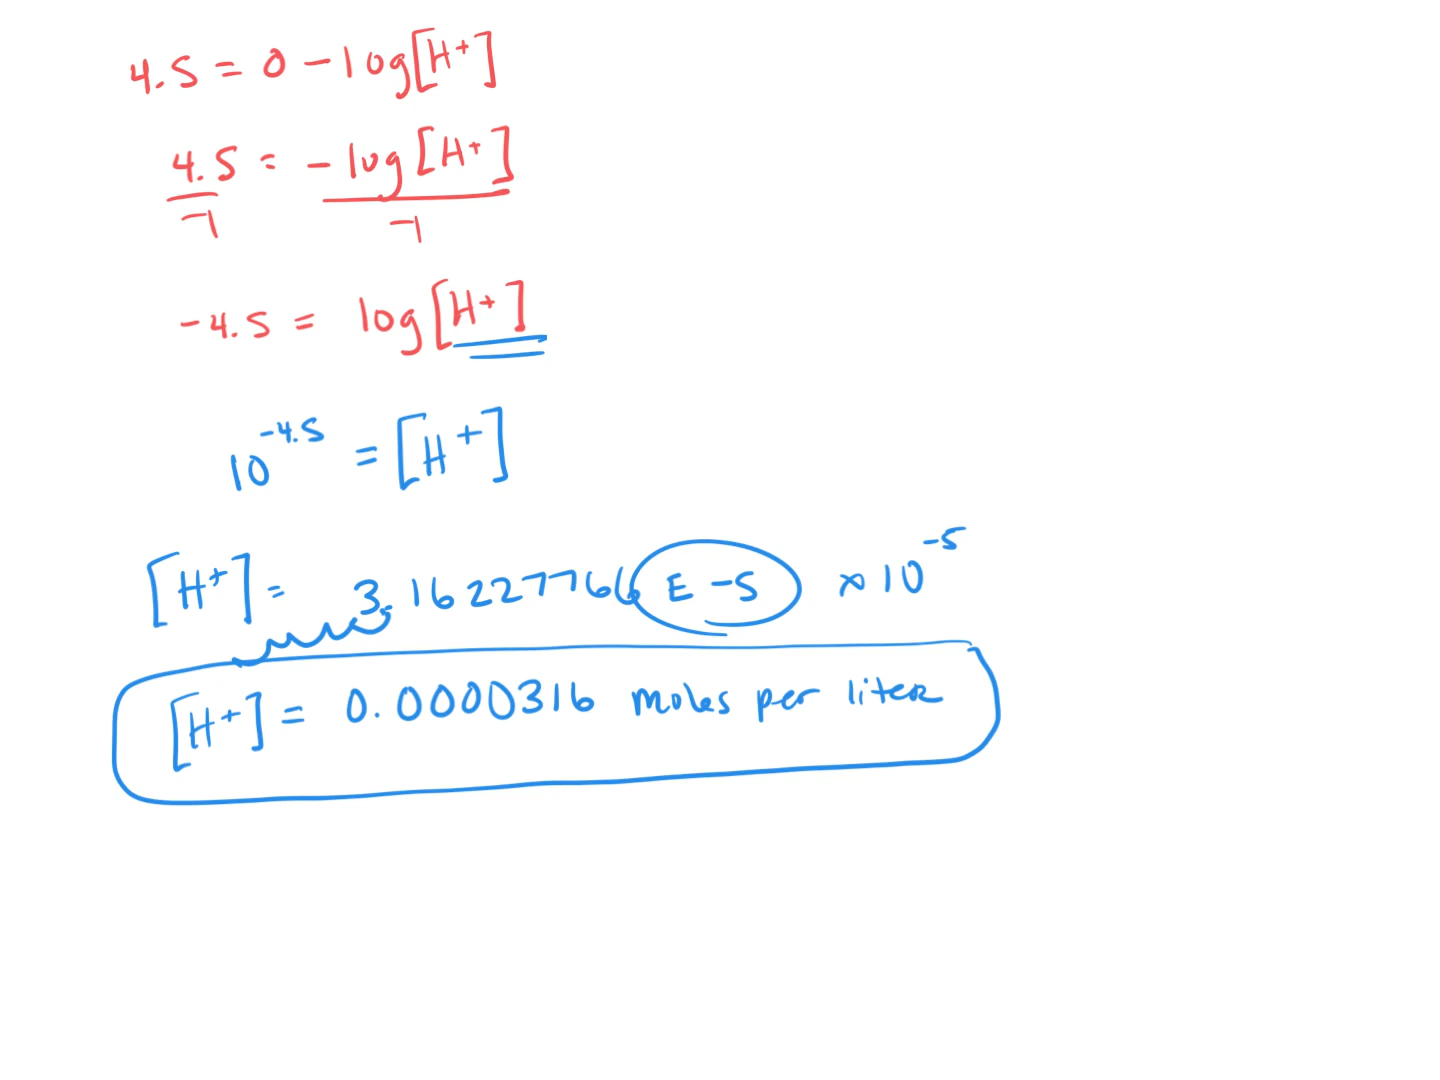 4.5 = 0 - log[H+]
4.5 = - log[H+]
-1 -1
-4.5 = log[H+]
10^-4.5 = [H+]
[H+] = 3.16227766 E -5 × 10^-5
[H+] = 0.0000316 moles per liter